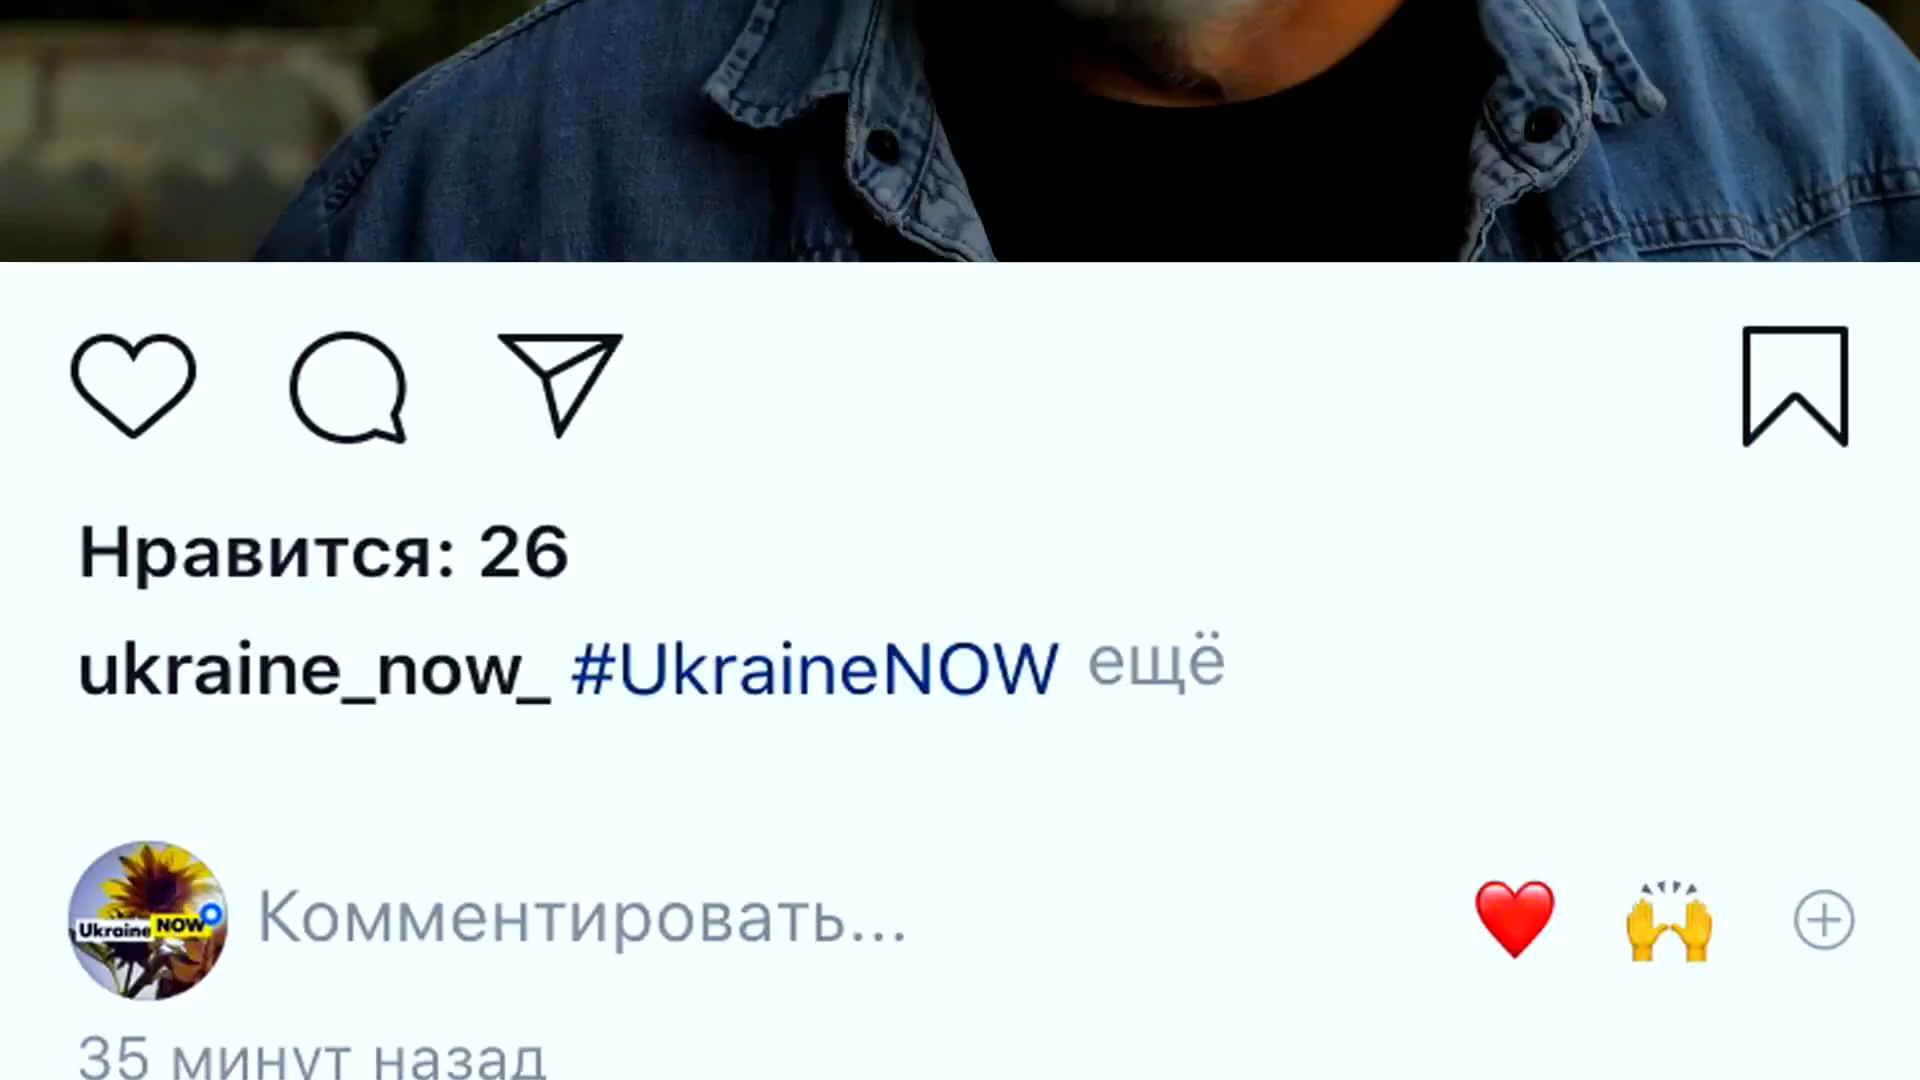 Нравится: 26
ukraine_now_ #UkraineNOW ещё
Ukraine NOW
Комментировать...
35 минут назад